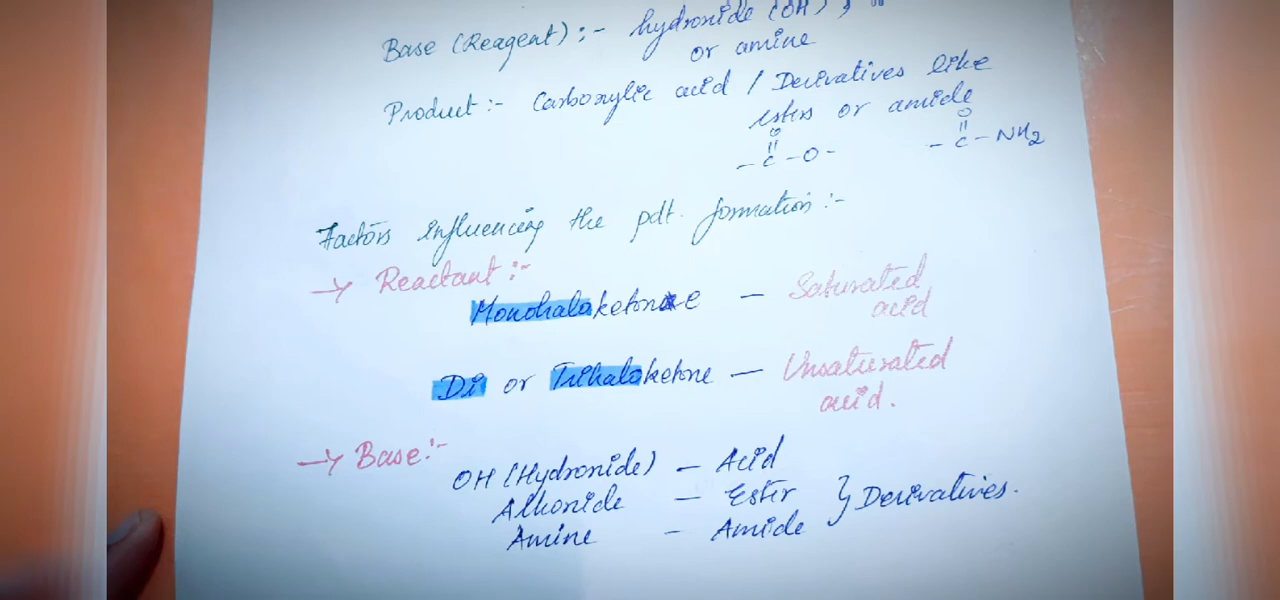 Base (Reagent) :- hydroxide (OH),
or amine
Product :- Carboxylic acid / Derivatives like
esters or amide
O O
|| ||
- C - O - - C - NH2
Factors influencing the pdt. formation :-
→ Reactant :-
Monohaloketone - Saturated
acid
Di or Trihaloketone - Unsaturated
acid.
→ Base :-
OH (Hydroxide) - Acid
Alkoxide - Ester } Derivatives.
Amine - Amide